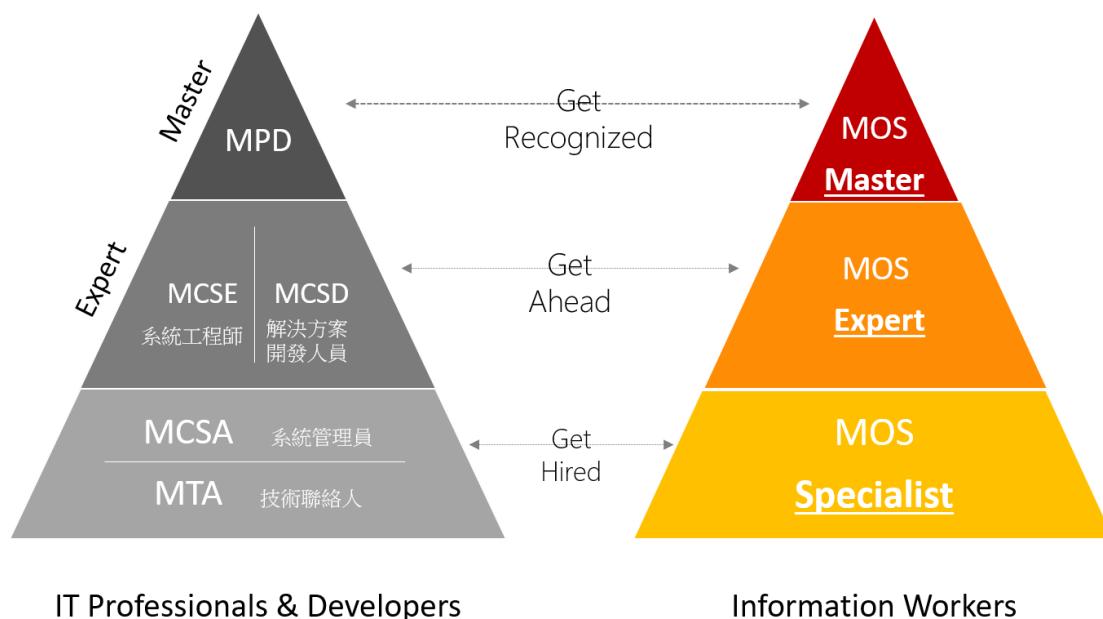 Master
MPD
Expert
MCSE
系統工程師
MCSD
解決方案
開發人員
MCSA 系統管理員
MTA 技術聯絡人
IT Professionals & Developers
Get
Recognized
Get
Ahead
Get
Hired
MOS
Master
MOS
Expert
MOS
Specialist
Information Workers